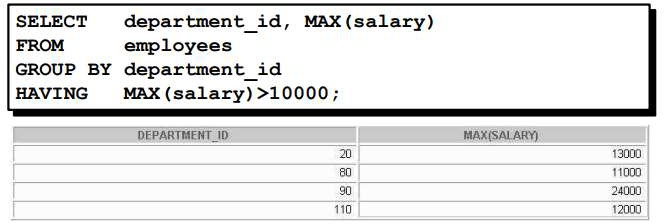 SELECT department_id, MAX(salary)
FROM employees
GROUP BY department_id
HAVING MAX(salary)>10000;
DEPARTMENT_ID MAX(SALARY)
20 13000
80 11000
90 24000
110 12000